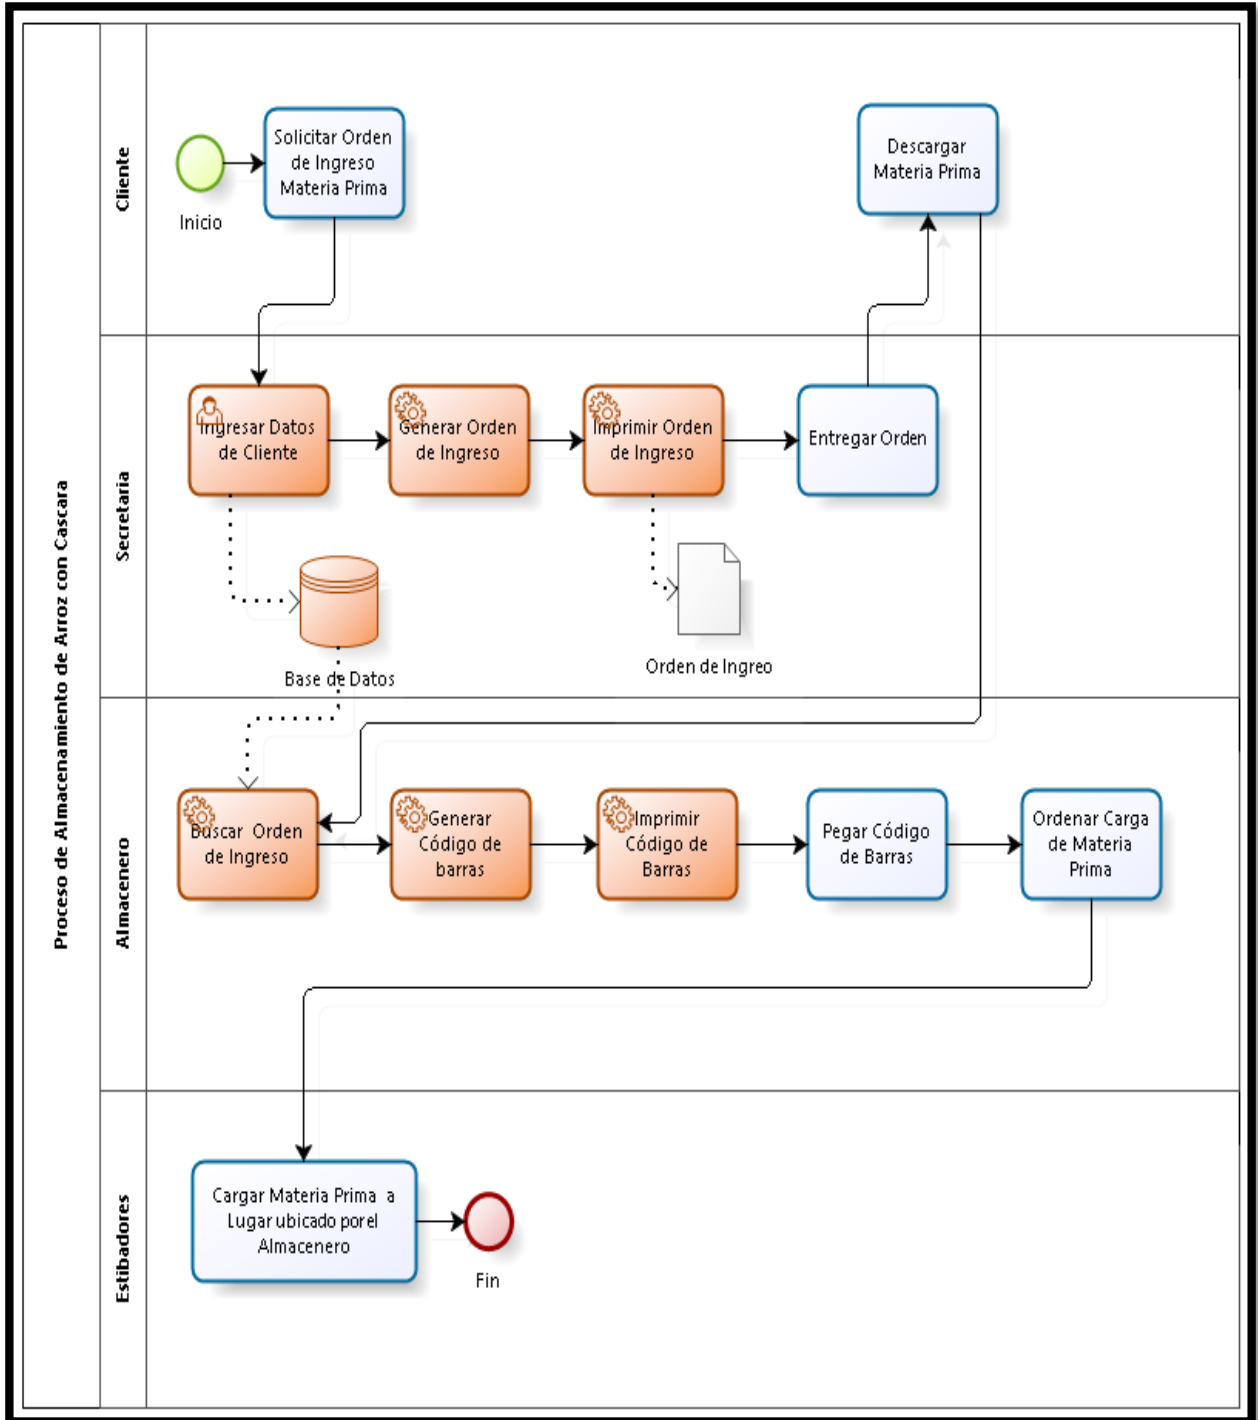 Proceso de Almacenamiento de Arroz con Cascara
Cliente
Inicio
Solicitar Orden
de Ingreso
Materia Prima
Descargar
Materia Prima
Secretaria
Ingresar Datos
de Cliente
Generar Orden
de Ingreso
Imprimir Orden
de Ingreso
Entregar Orden
Base de Datos
Orden de Ingreo
Almacenero
Buscar Orden
de Ingreso
Generar
Código de
barras
Imprimir
Código de
Barras
Pegar Código
de Barras
Ordenar Carga
de Materia
Prima
Estibadores
Cargar Materia Prima a
Lugar ubicado por el
Almacenero
Fin